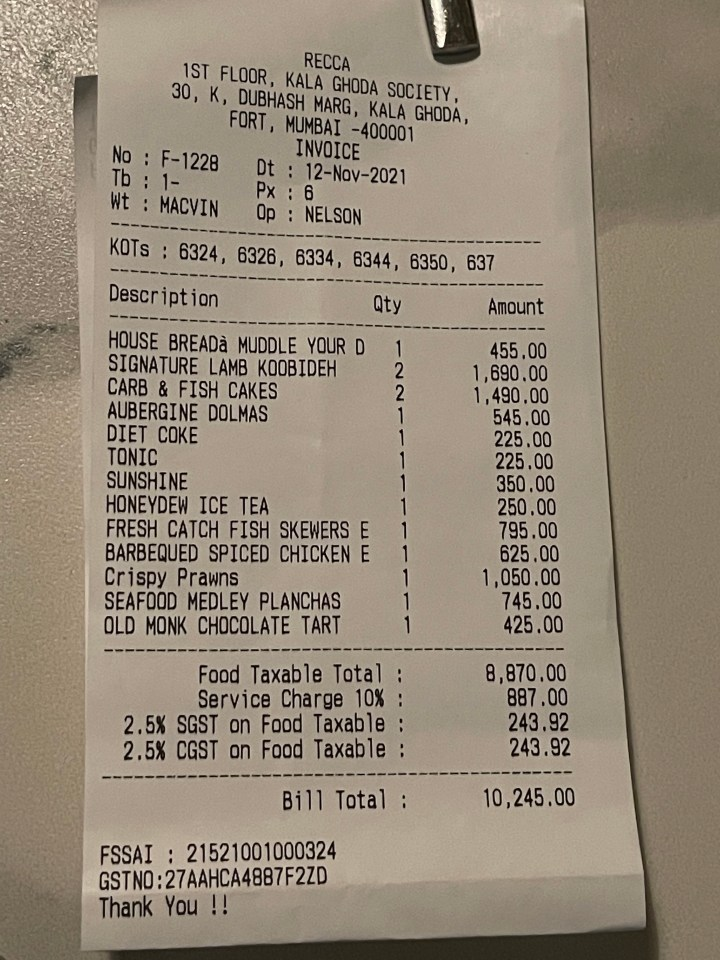 RECCA
1ST FLOOR, KALA GHODA SOCIETY,
30, K, DUBHASH MARG, KALA GHODA,
FORT, MUMBAI -400001
INVOICE
No : F-1228 Dt : 12-Nov-2021
Tb : 1- Px : 6
Wt : MACVIN Op : NELSON
KOTs : 6324, 6326, 6334, 6344, 6350, 637
Description Qty Amount
HOUSE BREADà MUDDLE YOUR D 1 455.00
SIGNATURE LAMB KOOBIDEH 2 1,690.00
CARB & FISH CAKES 2 1,490.00
AUBERGINE DOLMAS 1 545.00
DIET COKE 1 225.00
TONIC 1 225.00
SUNSHINE 1 350.00
HONEYDEW ICE TEA 1 250.00
FRESH CATCH FISH SKEWERS E 1 795.00
BARBEQUED SPICED CHICKEN E 1 625.00
Crispy Prawns 1 1,050.00
SEAFOOD MEDLEY PLANCHAS 1 745.00
OLD MONK CHOCOLATE TART 1 425.00
Food Taxable Total : 8,870.00
Service Charge 10% : 887.00
2.5% SGST on Food Taxable : 243.92
2.5% CGST on Food Taxable : 243.92
Bill Total : 10,245.00
FSSAI : 21521001000324
GSTNO:27AAHCA4887F2ZD
Thank You !!